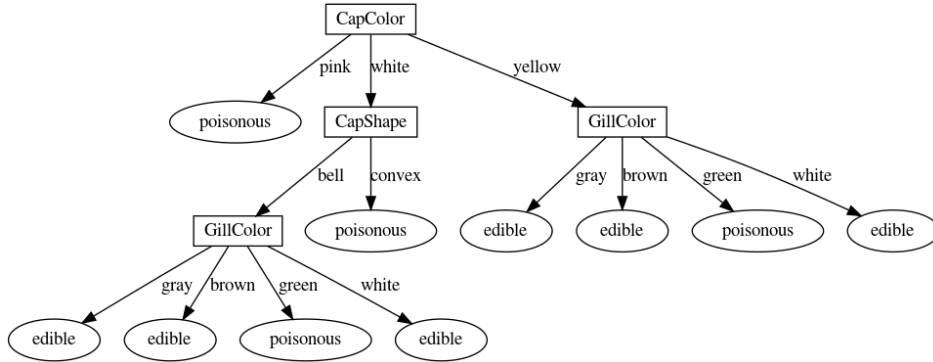 CapColor
pink white yellow
poisonous CapShape GillColor
bell convex gray brown green white
GillColor poisonous edible edible poisonous edible
gray brown green white
edible edible poisonous edible